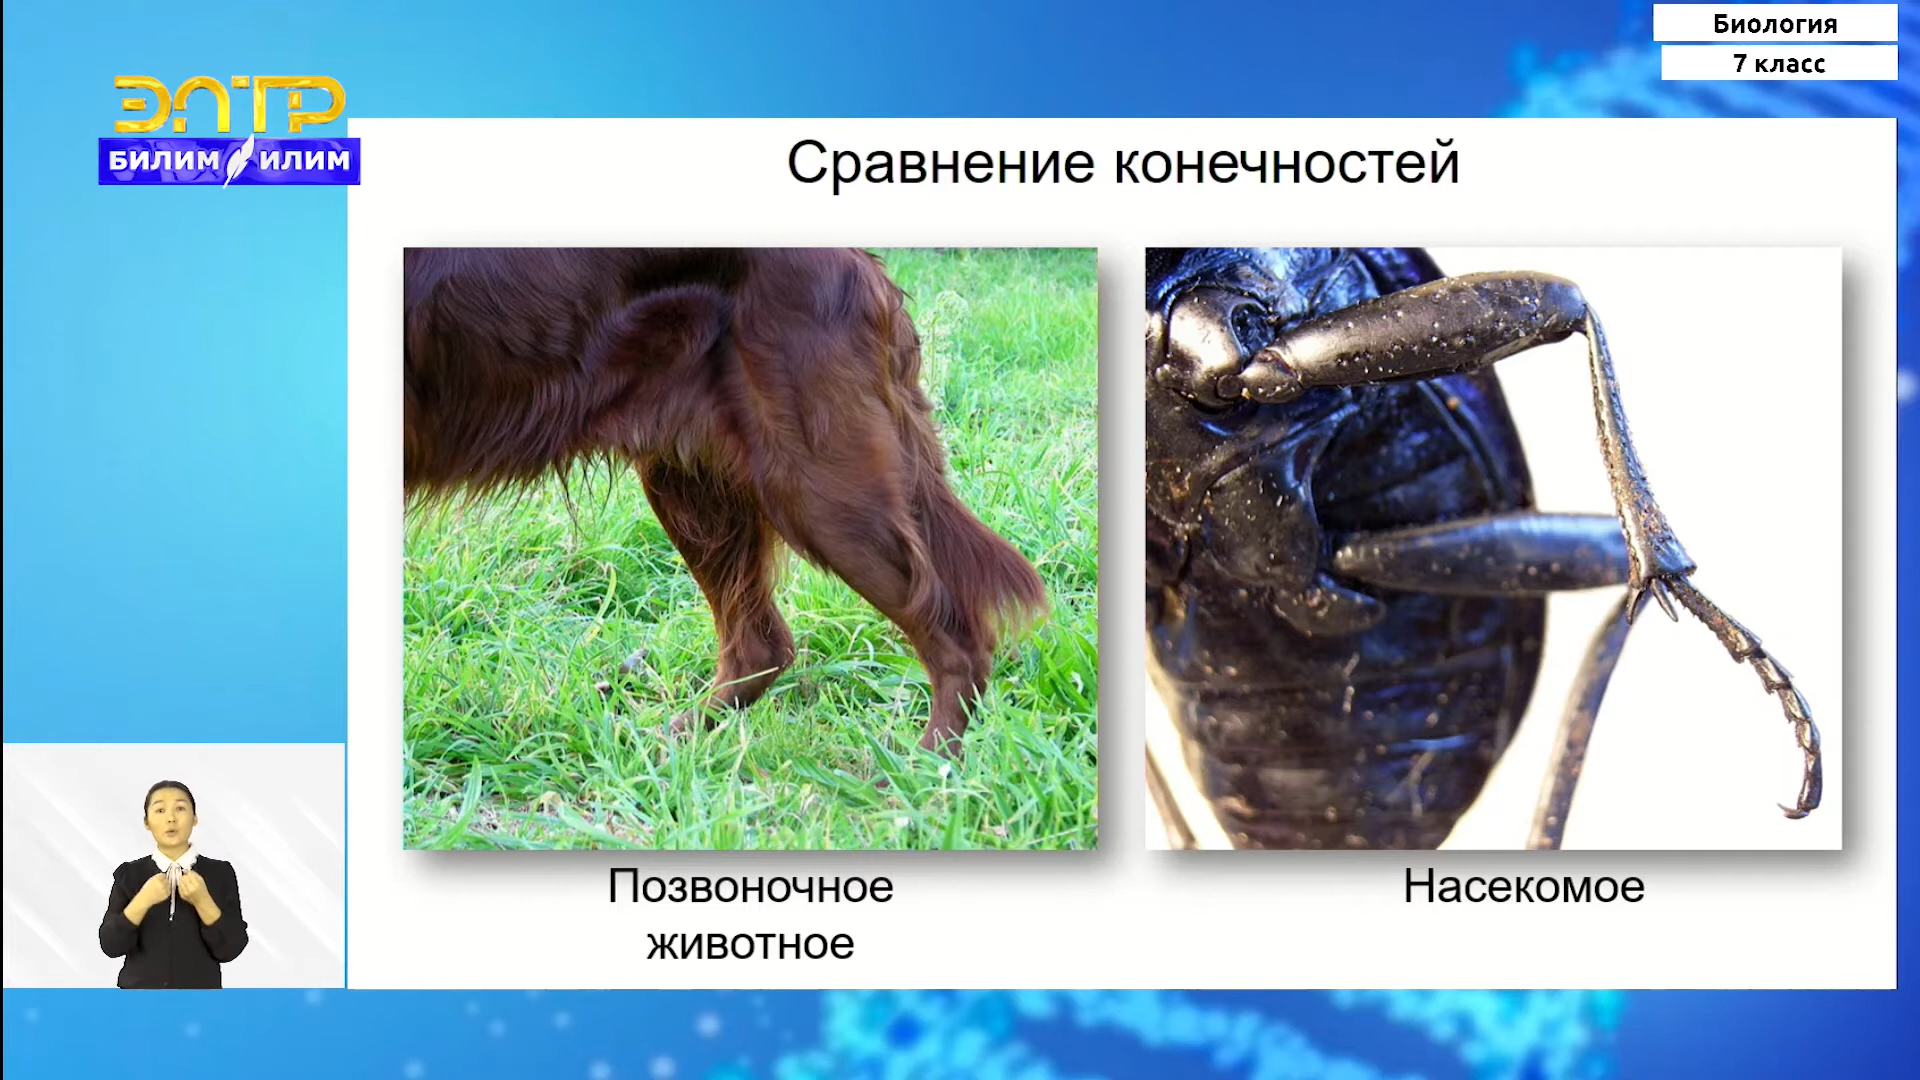 Биология
7 класс
ЭЛТР
БИЛИМ ИЛИМ
Сравнение конечностей
Позвоночное
животное
Насекомое